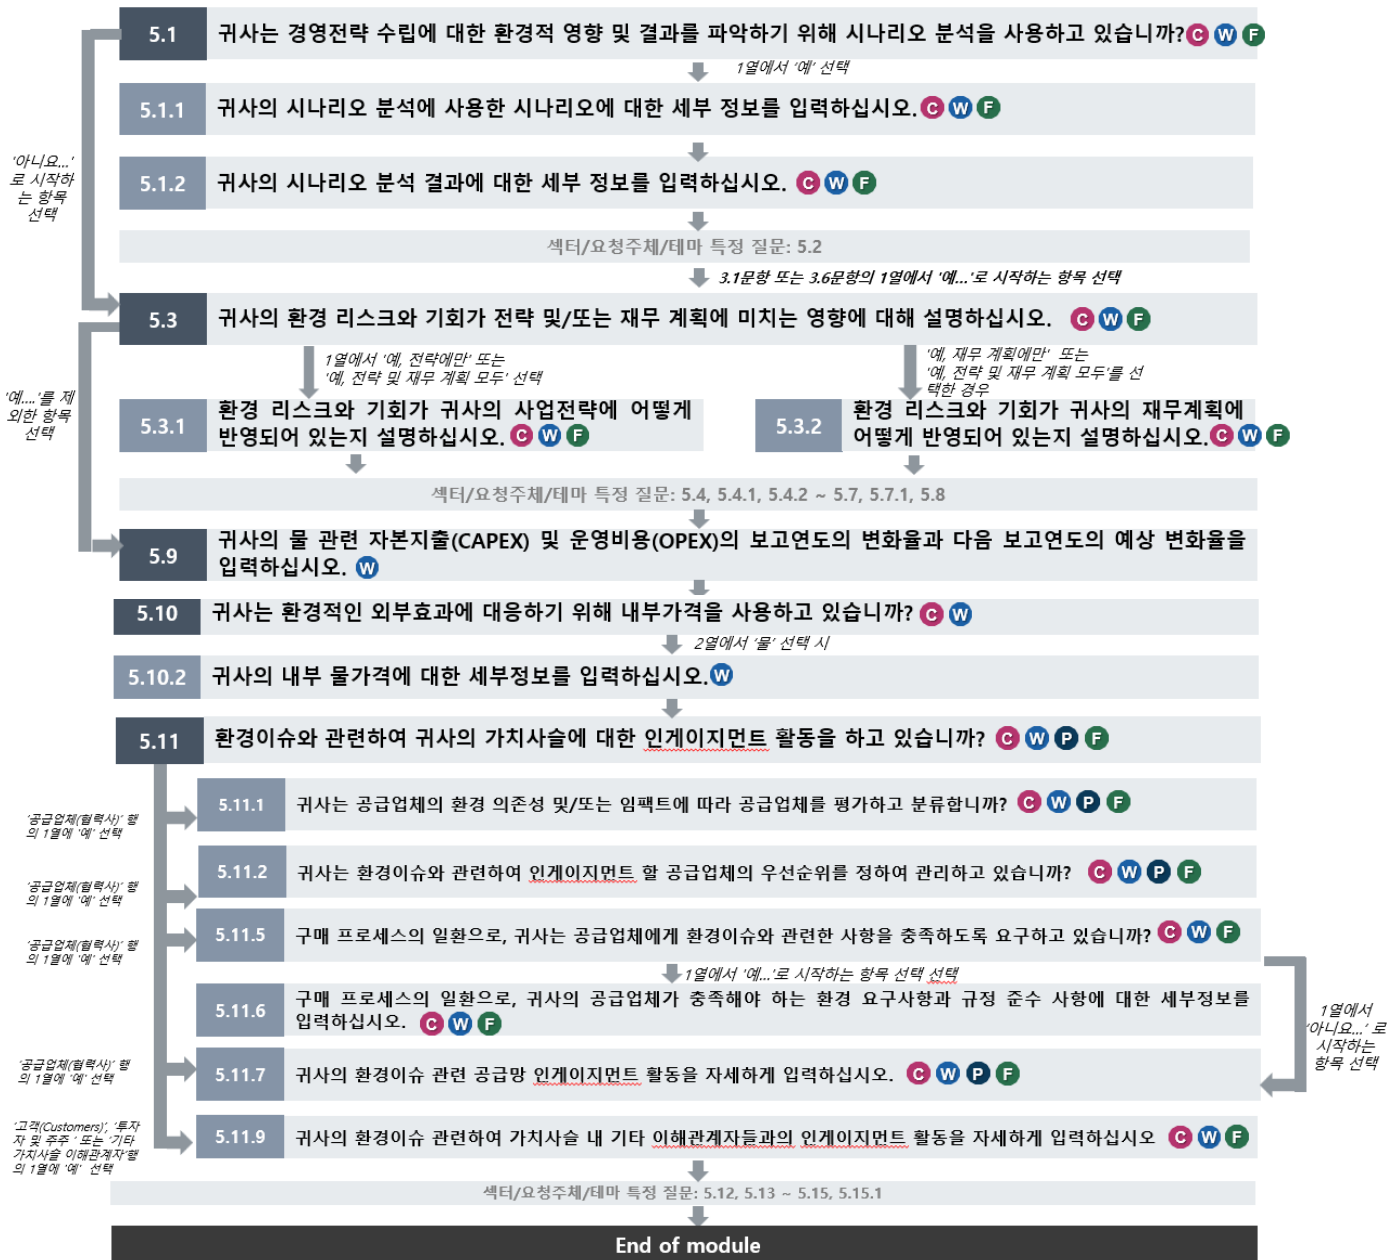 5.1 귀사는 경영전략 수립에 대한 환경적 영향 및 결과를 파악하기 위해 시나리오 분석을 사용하고 있습니까? C W F
1열에서 '예' 선택
5.1.1 귀사의 시나리오 분석에 사용한 시나리오에 대한 세부 정보를 입력하십시오. C W F
'아니요...'
로 시작하
는 항목
선택
5.1.2 귀사의 시나리오 분석 결과에 대한 세부 정보를 입력하십시오. C W F
섹터/요청주체/테마 특정 질문: 5.2
3.1문항 또는 3.6문항의 1열에서 '예...'로 시작하는 항목 선택
5.3 귀사의 환경 리스크와 기회가 전략 및/또는 재무 계획에 미치는 영향에 대해 설명하십시오. C W F
1열에서 '예, 전략에만' 또는
'예, 전략 및 재무 계획 모두' 선택
'예, 재무 계획에만' 또는
'예, 전략 및 재무 계획 모두'를 선
택한 경우
'예....'를 제
외한 항목
선택
5.3.1 환경 리스크와 기회가 귀사의 사업전략에 어떻게
반영되어 있는지 설명하십시오. C W F
5.3.2 환경 리스크와 기회가 귀사의 재무계획에
어떻게 반영되어 있는지 설명하십시오. C W F
섹터/요청주체/테마 특정 질문: 5.4, 5.4.1, 5.4.2 ~ 5.7, 5.7.1, 5.8
5.9 귀사의 물 관련 자본지출(CAPEX) 및 운영비용(OPEX)의 보고연도의 변화율과 다음 보고연도의 예상 변화율을
입력하십시오. W
5.10 귀사는 환경적인 외부효과에 대응하기 위해 내부가격을 사용하고 있습니까? C W
2열에서 '물' 선택 시
5.10.2 귀사의 내부 물가격에 대한 세부정보를 입력하십시오. W
5.11 환경이슈와 관련하여 귀사의 가치사슬에 대한 인게이지먼트 활동을 하고 있습니까? C W P F
'공급업체(협력사)' 행
의 1열에 '예' 선택
5.11.1 귀사는 공급업체의 환경 의존성 및/또는 임팩트에 따라 공급업체를 평가하고 분류합니까? C W P F
'공급업체(협력사)' 행
의 1열에 '예' 선택
5.11.2 귀사는 환경이슈와 관련하여 인게이지먼트 할 공급업체의 우선순위를 정하여 관리하고 있습니까? C W P F
'공급업체(협력사)' 행
의 1열에 '예' 선택
5.11.5 구매 프로세스의 일환으로, 귀사는 공급업체에게 환경이슈와 관련한 사항을 충족하도록 요구하고 있습니까? C W F
1열에서 '예...'로 시작하는 항목 선택 선택
5.11.6 구매 프로세스의 일환으로, 귀사의 공급업체가 충족해야 하는 환경 요구사항과 규정 준수 사항에 대한 세부정보를
입력하십시오. C W F
1열에서
'아니요...' 로
시작하는
항목 선택
'공급업체(협력사)' 행
의 1열에 '예' 선택
5.11.7 귀사의 환경이슈 관련 공급망 인게이지먼트 활동을 자세하게 입력하십시오. C W P F
'고객(Customers)', '투자
자 및 주주 ' 또는 '기타
가치사슬 이해관계자'행
의 1열에 '예' 선택
5.11.9 귀사의 환경이슈 관련하여 가치사슬 내 기타 이해관계자들과의 인게이지먼트 활동을 자세하게 입력하십시오 C W F
섹터/요청주체/테마 특정 질문: 5.12, 5.13 ~ 5.15, 5.15.1
End of module